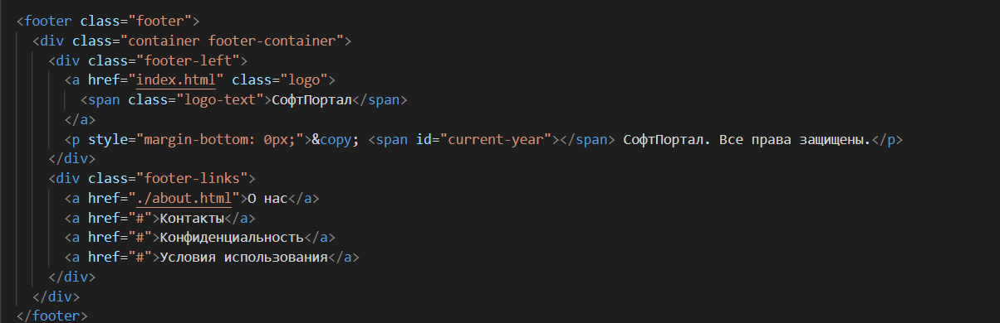 <footer class="footer">
<div class="container footer-container">
<div class="footer-left">
<a href="index.html" class="logo">
<span class="logo-text">СофтПортал</span>
</a>
<p style="margin-bottom: 0px;">&copy; <span id="current-year"></span> СофтПортал. Все права защищены.</p>
</div>
<div class="footer-links">
<a href="./about.html">О нас</a>
<a href="#">Контакты</a>
<a href="#">Конфиденциальность</a>
<a href="#">Условия использования</a>
</div>
</div>
</footer>